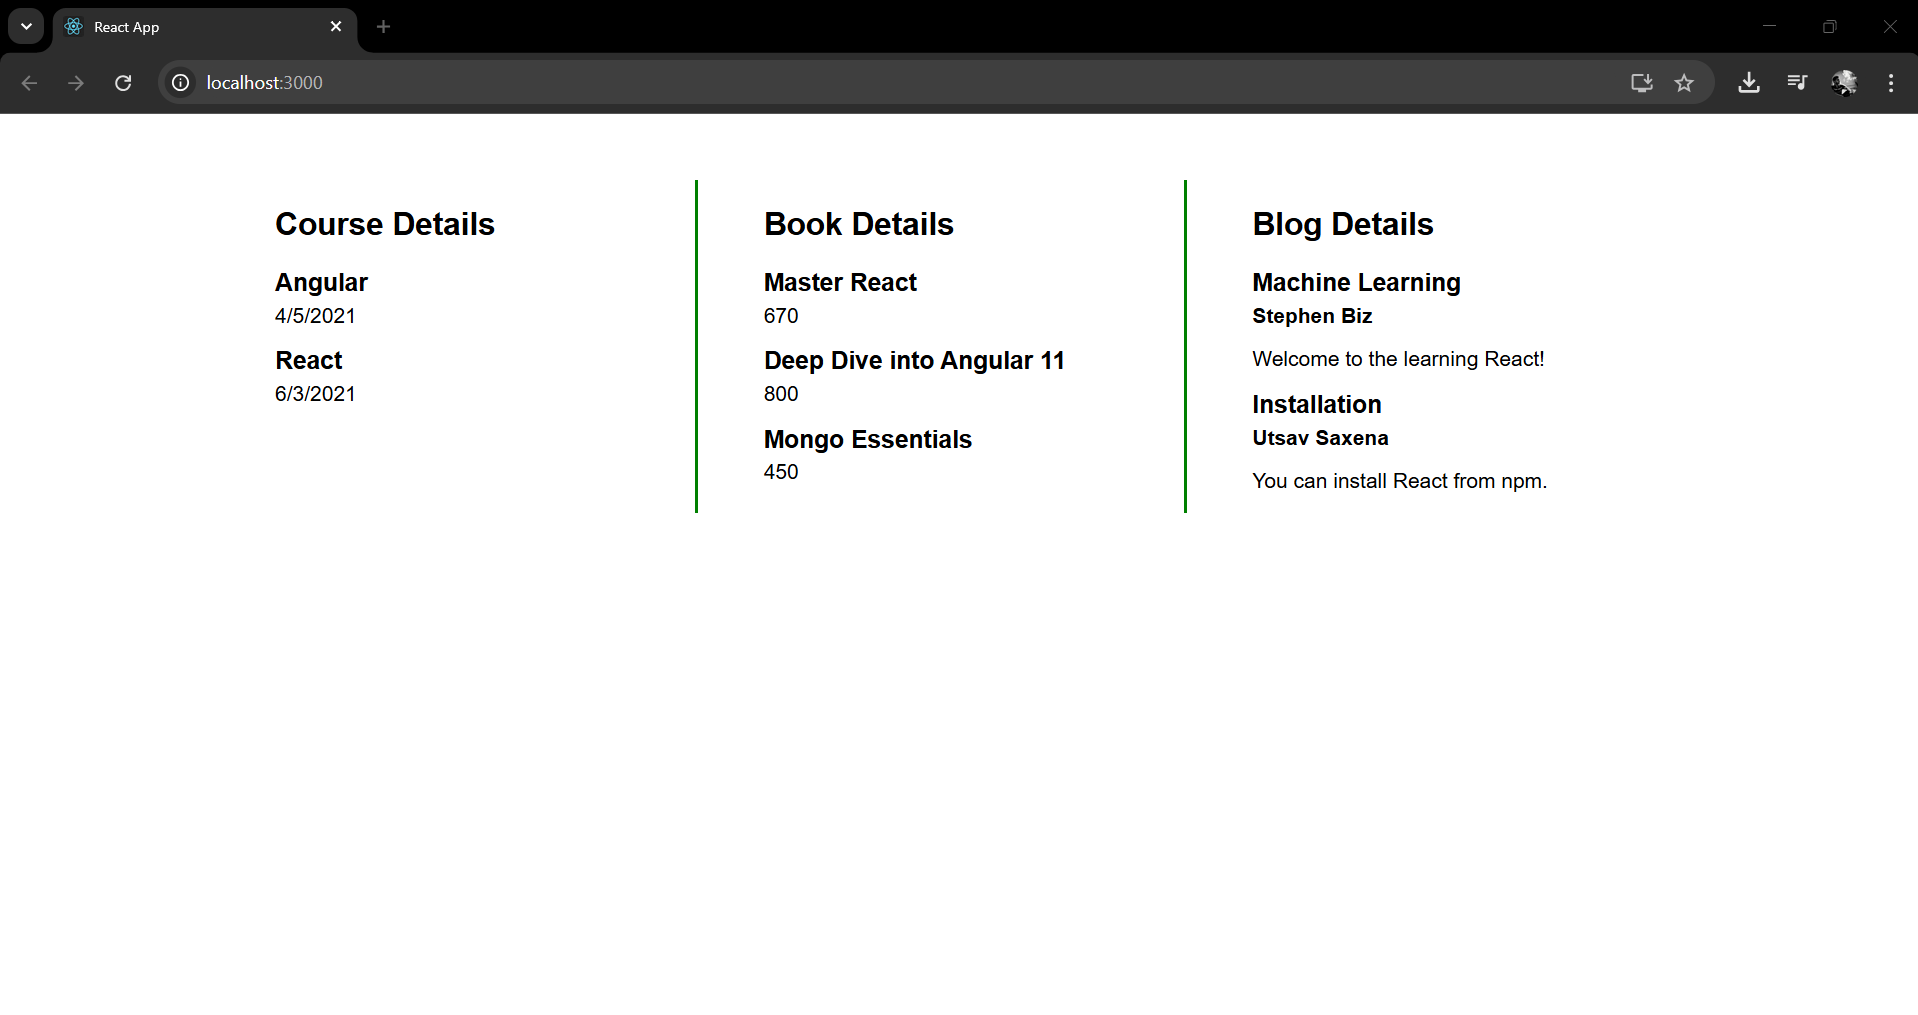 React App
localhost:3000
Course Details
Angular
4/5/2021
React
6/3/2021
Book Details
Master React
670
Deep Dive into Angular 11
800
Mongo Essentials
450
Blog Details
Machine Learning
Stephen Biz
Welcome to the learning React!
Installation
Utsav Saxena
You can install React from npm.